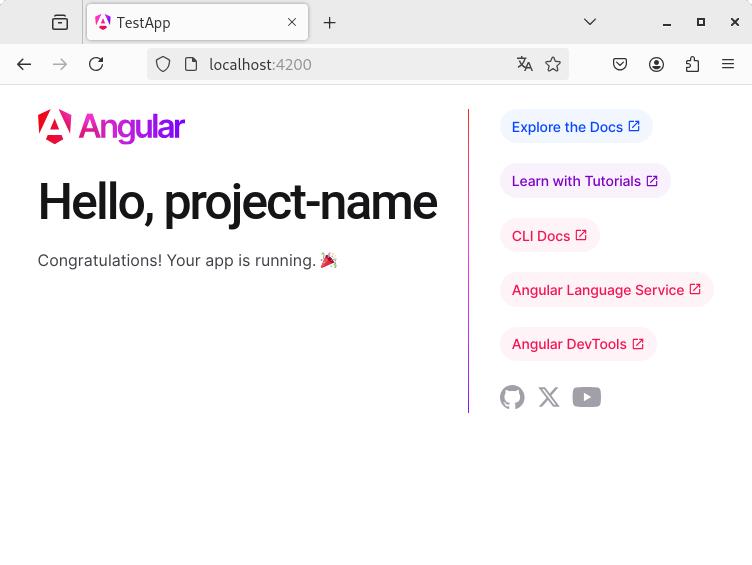 TestApp
localhost:4200
Angular
Hello, project-name
Congratulations! Your app is running. 🎉
Explore the Docs
Learn with Tutorials
CLI Docs
Angular Language Service
Angular DevTools